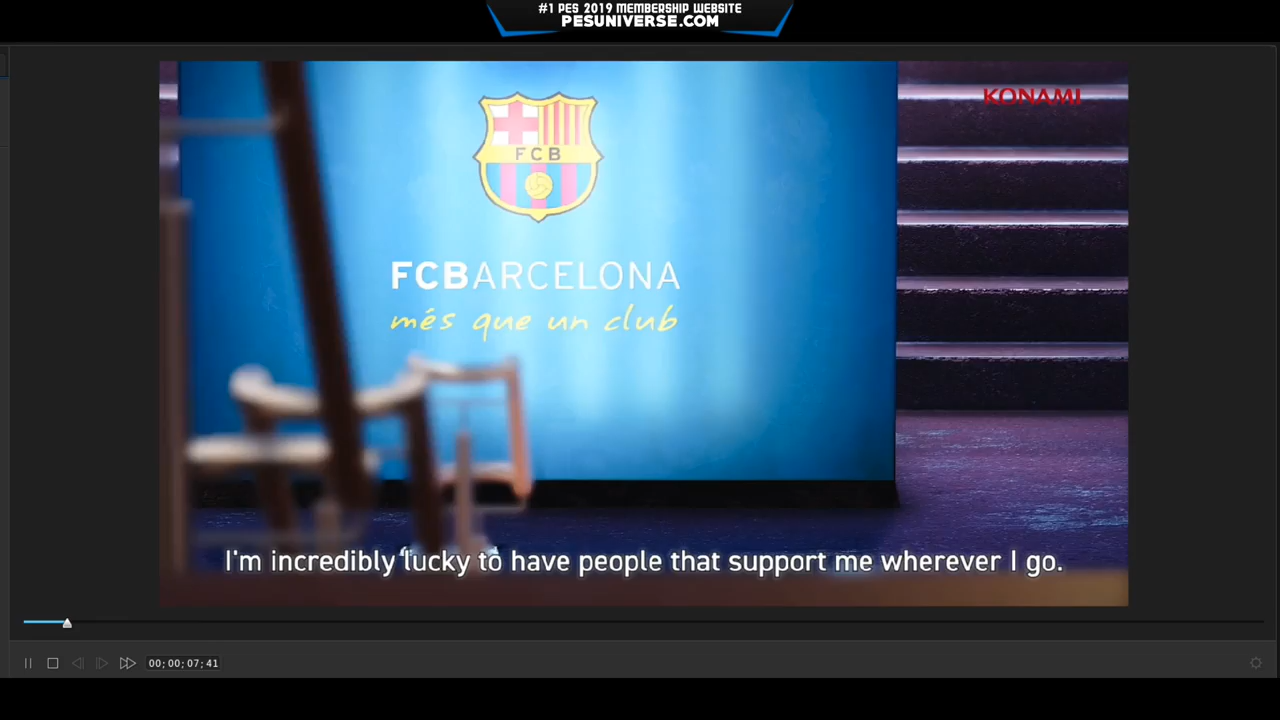 #1 PES 2019 MEMBERSHIP WEBSITE
PESUNIVERSE.COM
KONAMI
FCB
FCBARCELONA
més que un club
I'm incredibly lucky to have people that support me wherever I go.
00;00;07;41